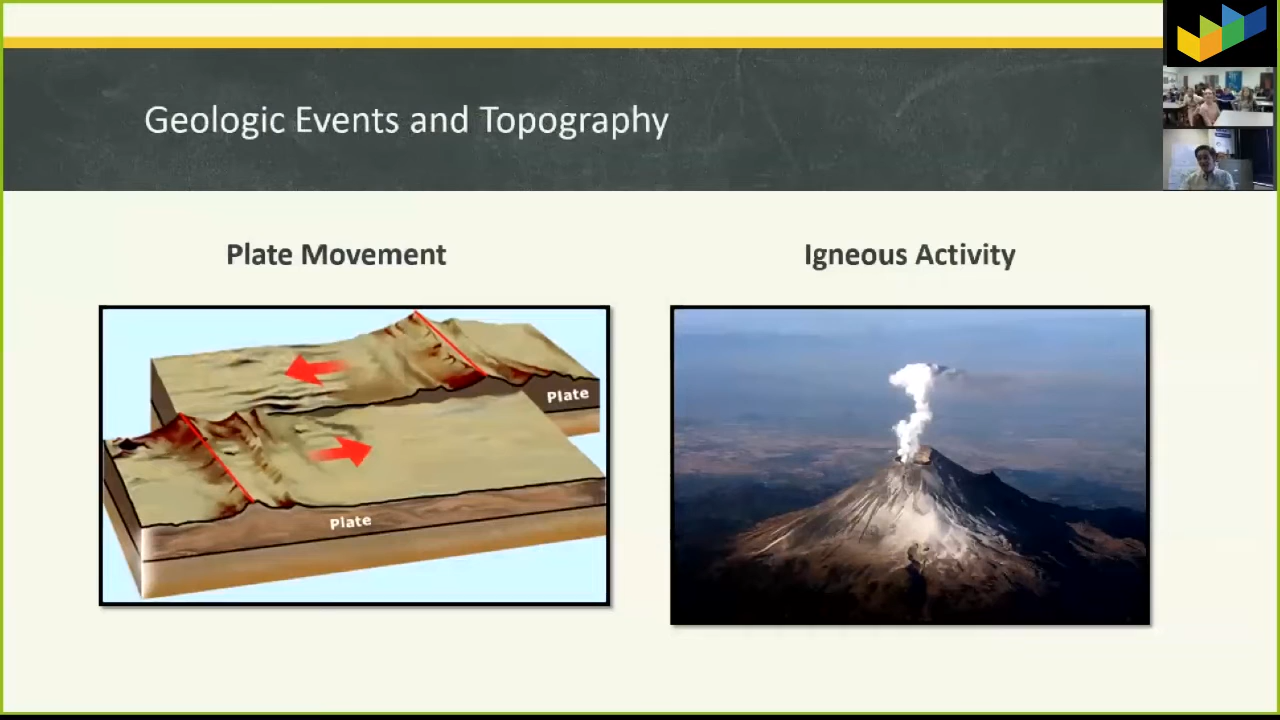 Geologic Events and Topography
Plate Movement
Igneous Activity
Plate
Plate